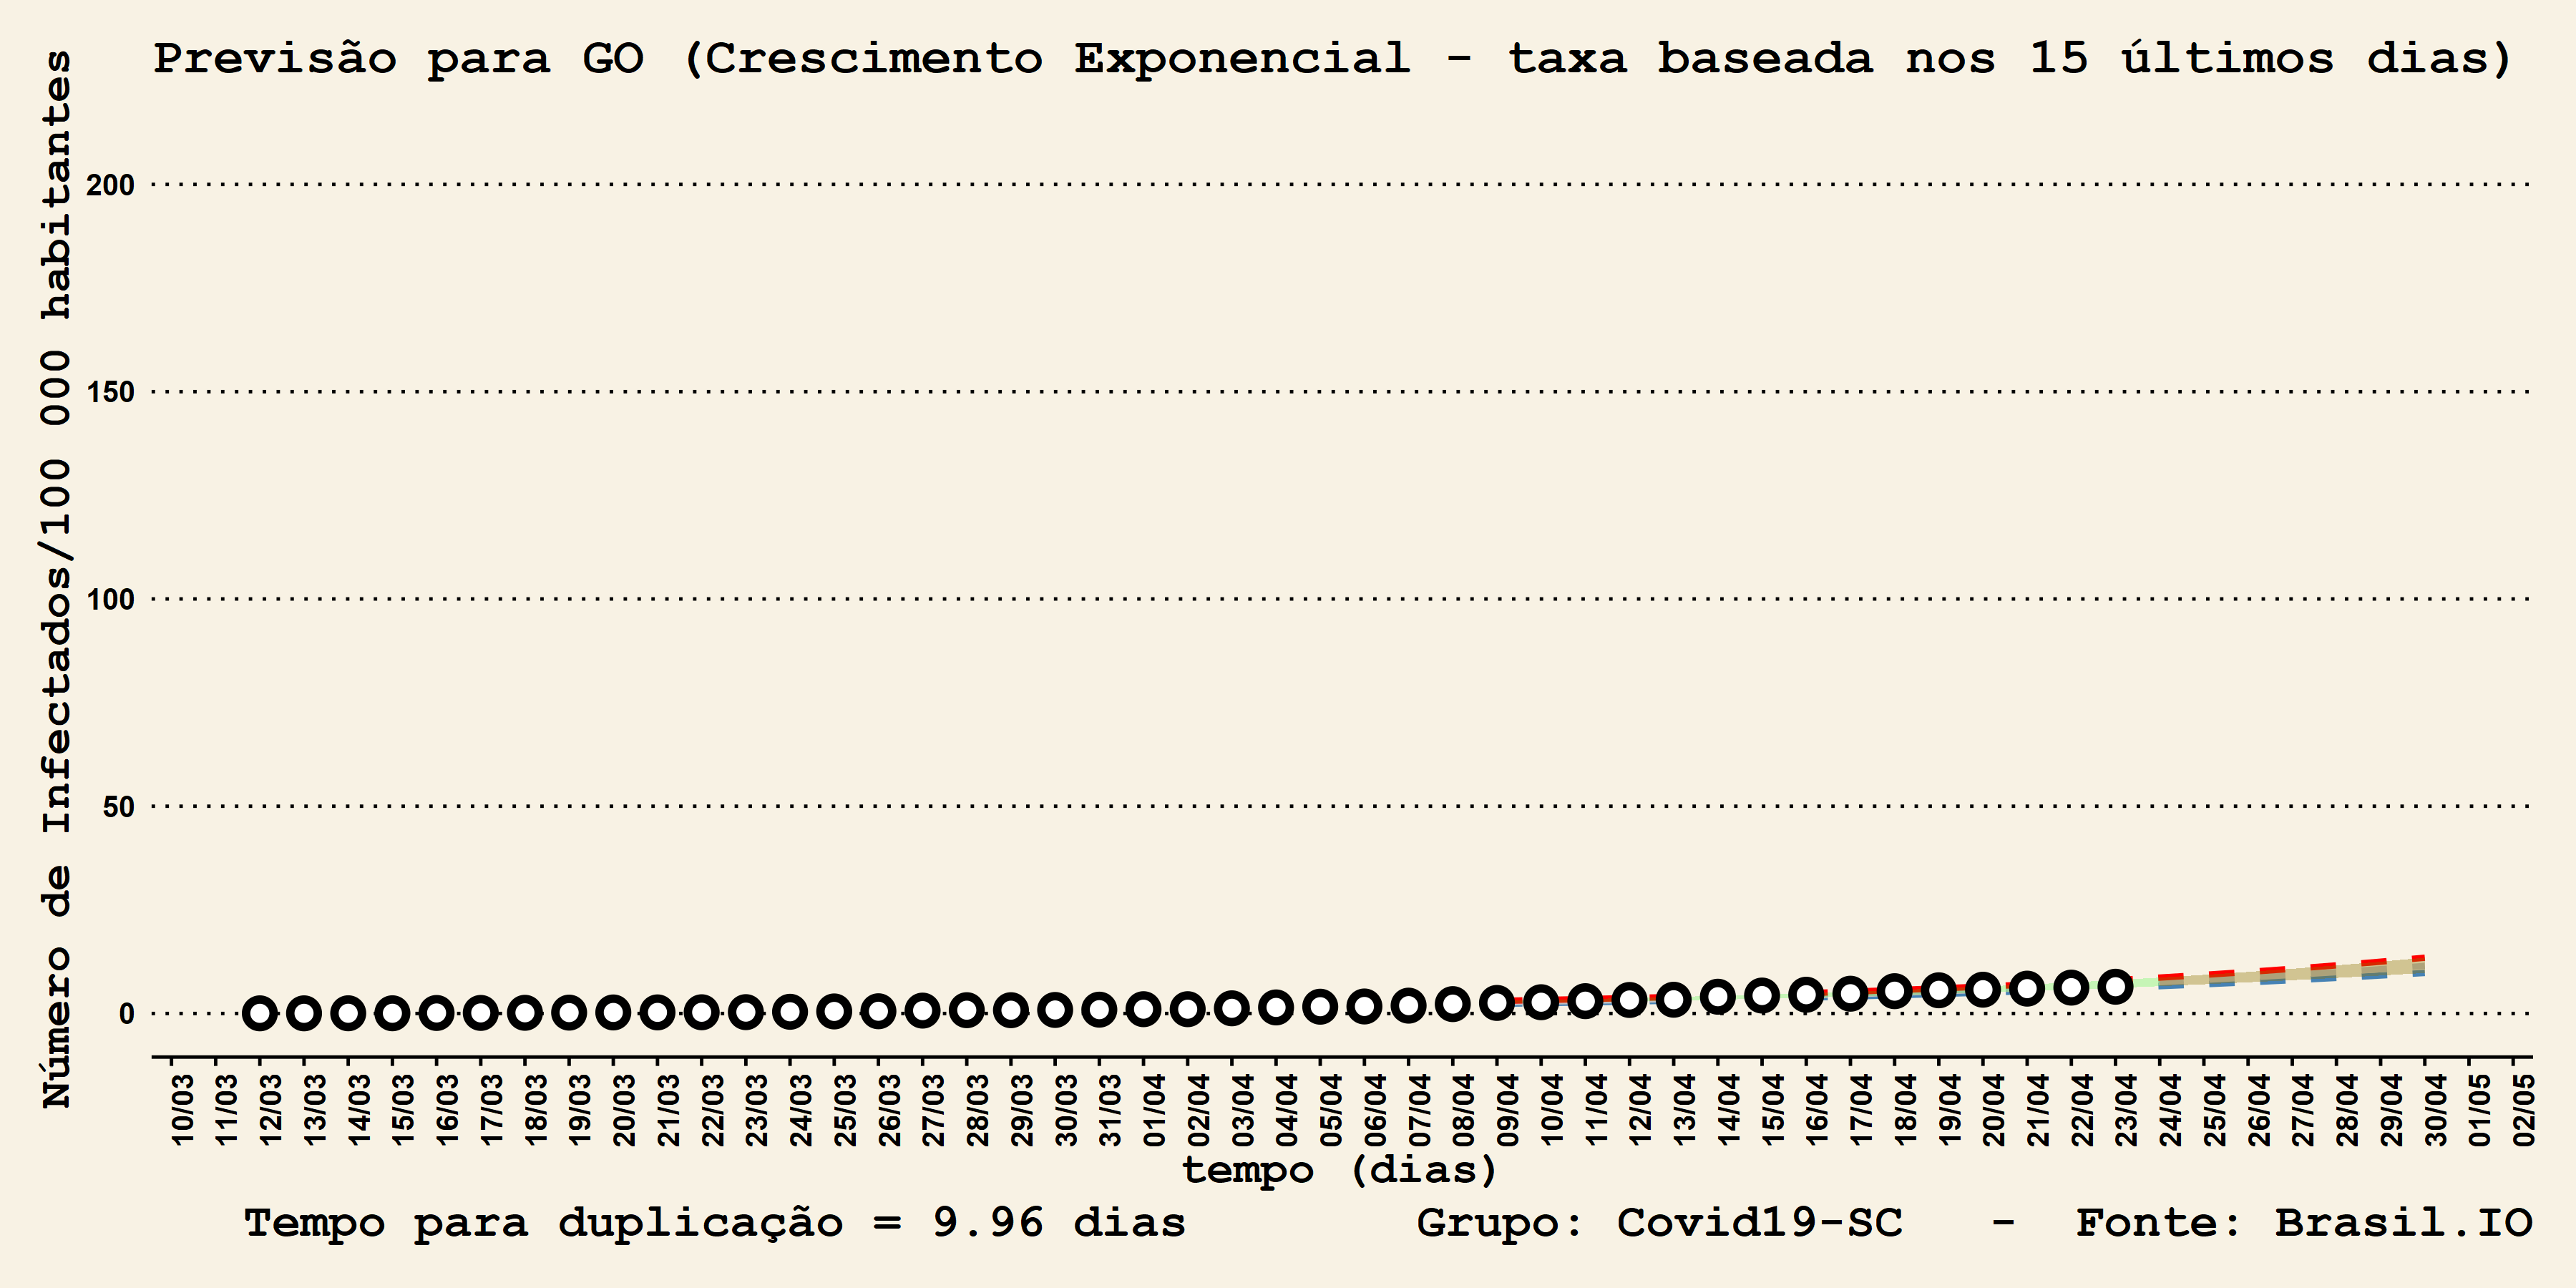 Previsão para GO (Crescimento Exponencial - taxa baseada nos 15 últimos dias)
Número de Infectados/100 000 habitantes
200
150
100
50
0
10/03 11/03 12/03 13/03 14/03 15/03 16/03 17/03 18/03 19/03 20/03 21/03 22/03 23/03 24/03 25/03 26/03 27/03 28/03 29/03 30/03 31/03 01/04 02/04 03/04 04/04 05/04 06/04 07/04 08/04 09/04 10/04 11/04 12/04 13/04 14/04 15/04 16/04 17/04 18/04 19/04 20/04 21/04 22/04 23/04 24/04 25/04 26/04 27/04 28/04 29/04 30/04 01/05 02/05
tempo (dias)
Tempo para duplicação = 9.96 dias Grupo: Covid19-SC - Fonte: Brasil.IO